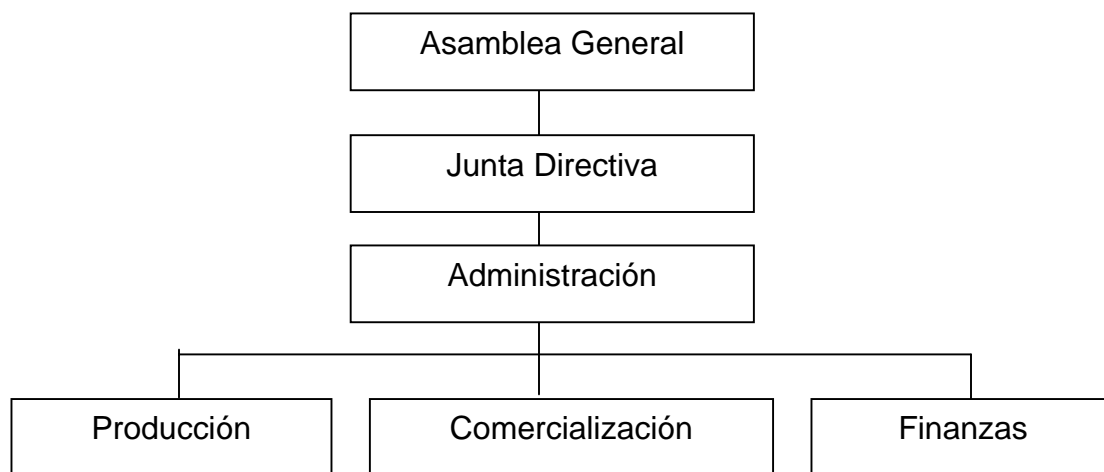 Asamblea General
Junta Directiva
Administración
Producción
Comercialización
Finanzas